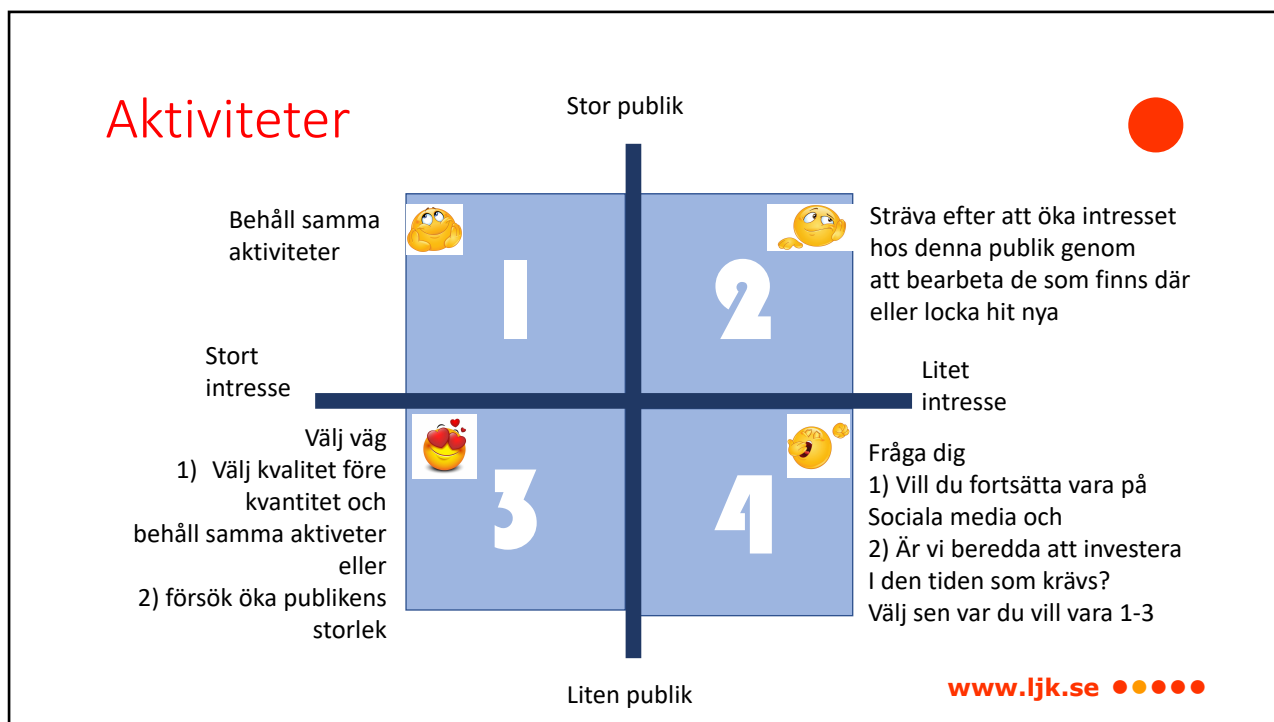 Aktiviteter
Stor publik
Behåll samma
aktiviteter
1
2
Sträva efter att öka intresset
hos denna publik genom
att bearbeta de som finns där
eller locka hit nya
Stort
intresse
Litet
intresse
Välj väg
1) Välj kvalitet före
kvantitet och
behåll samma aktiveter
eller
2) försök öka publikens
storlek
3
4
Fråga dig
1) Vill du fortsätta vara på
Sociala media och
2) Är vi beredda att investera
I den tiden som krävs?
Välj sen var du vill vara 1-3
Liten publik
www.ljk.se